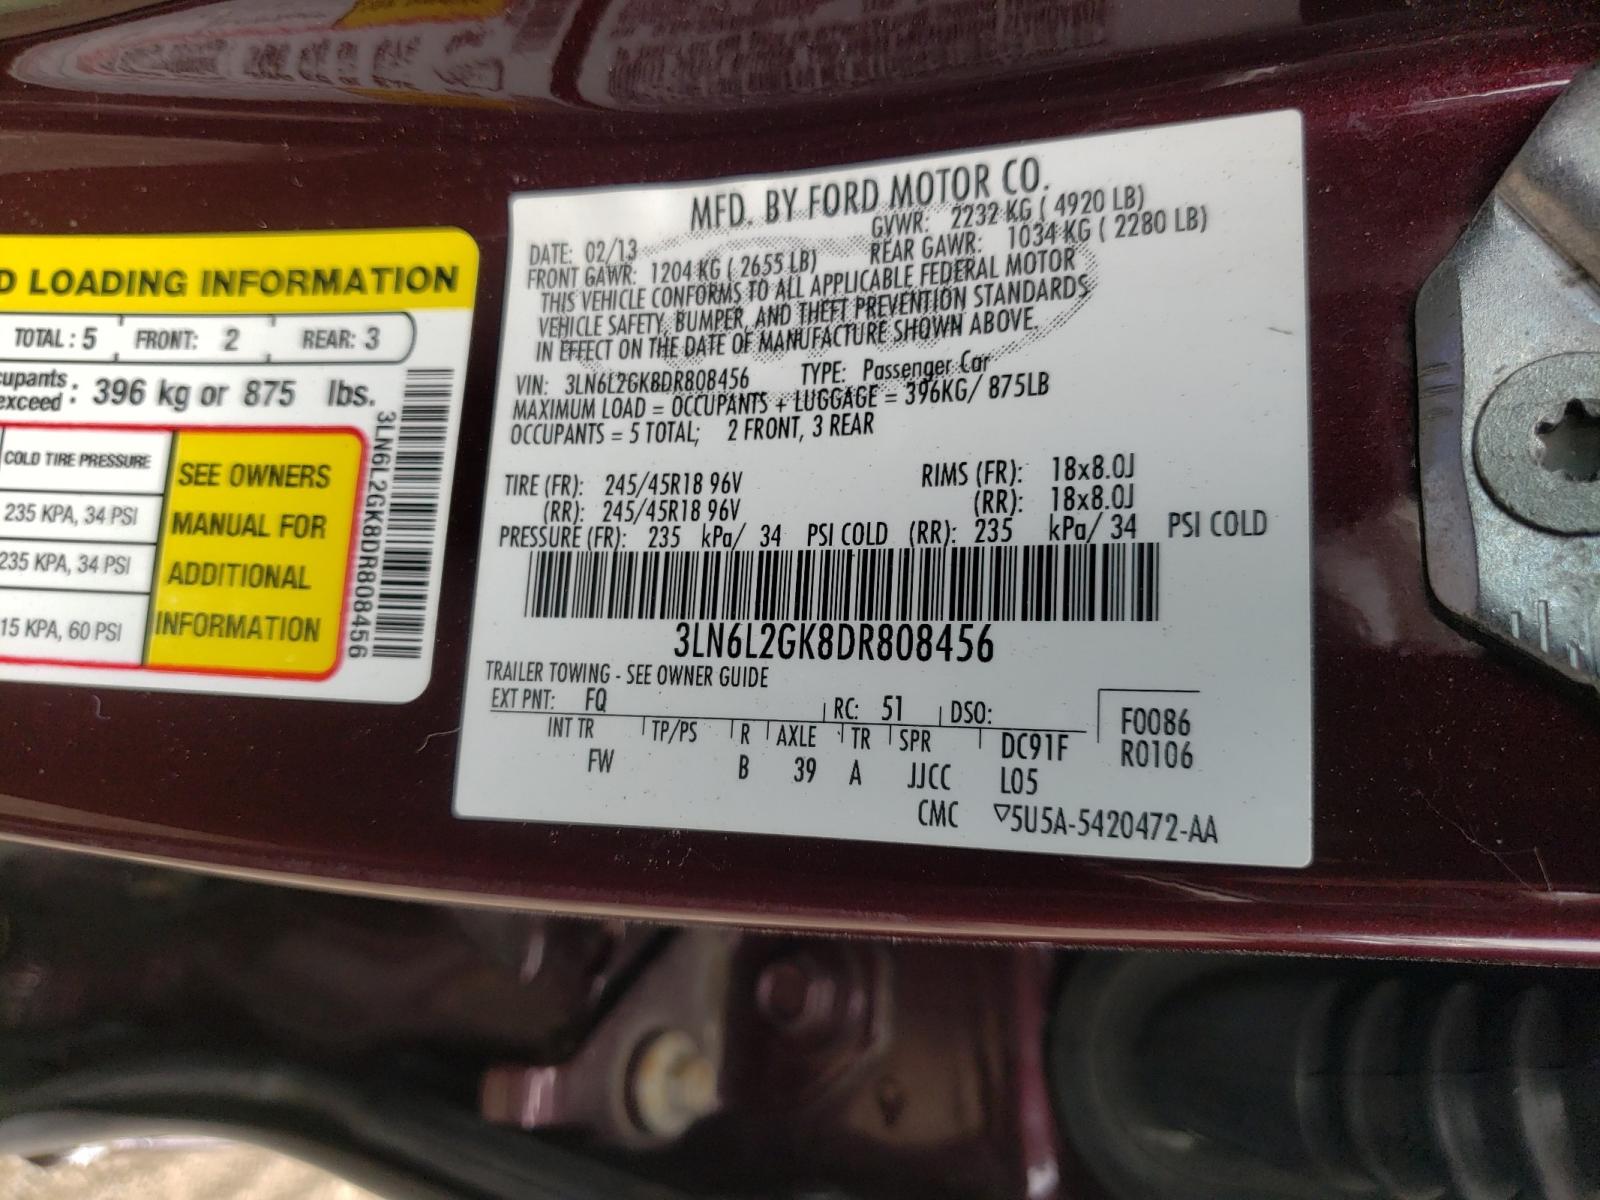 D LOADING INFORMATION
TOTAL: 5 FRONT: 2 REAR: 3
cupants
exceed : 396 kg or 875 lbs.
COLD TIRE PRESSURE
235 KPA, 34 PSI
235 KPA, 34 PSI
15 KPA, 60 PSI
SEE OWNERS
MANUAL FOR
ADDITIONAL
INFORMATION
3LN6L2GK8DR808456
MFD. BY FORD MOTOR CO.
DATE: 02/13 GVWR: 2232 KG ( 4920 LB)
FRONT GAWR: 1204 KG ( 2655 LB) REAR GAWR: 1034 KG ( 2280 LB)
THIS VEHICLE CONFORMS TO ALL APPLICABLE FEDERAL MOTOR
VEHICLE SAFETY, BUMPER, AND THEFT PREVENTION STANDARDS
IN EFFECT ON THE DATE OF MANUFACTURE SHOWN ABOVE.
VIN: 3LN6L2GK8DR808456 TYPE: Passenger Car
MAXIMUM LOAD = OCCUPANTS + LUGGAGE = 396KG/ 875LB
OCCUPANTS = 5 TOTAL; 2 FRONT, 3 REAR
TIRE (FR): 245/45R18 96V RIMS (FR): 18x8.0J
(RR): 245/45R18 96V (RR): 18x8.0J
PRESSURE (FR): 235 kPa/ 34 PSI COLD (RR): 235 kPa/ 34 PSI COLD
3LN6L2GK8DR808456
TRAILER TOWING - SEE OWNER GUIDE
EXT PNT: FQ RC: 51 DSO: F0086
INT TR TP/PS R AXLE TR SPR DC91F R0106
FW B 39 A JJCC L05
CMC ▽5U5A-5420472-AA